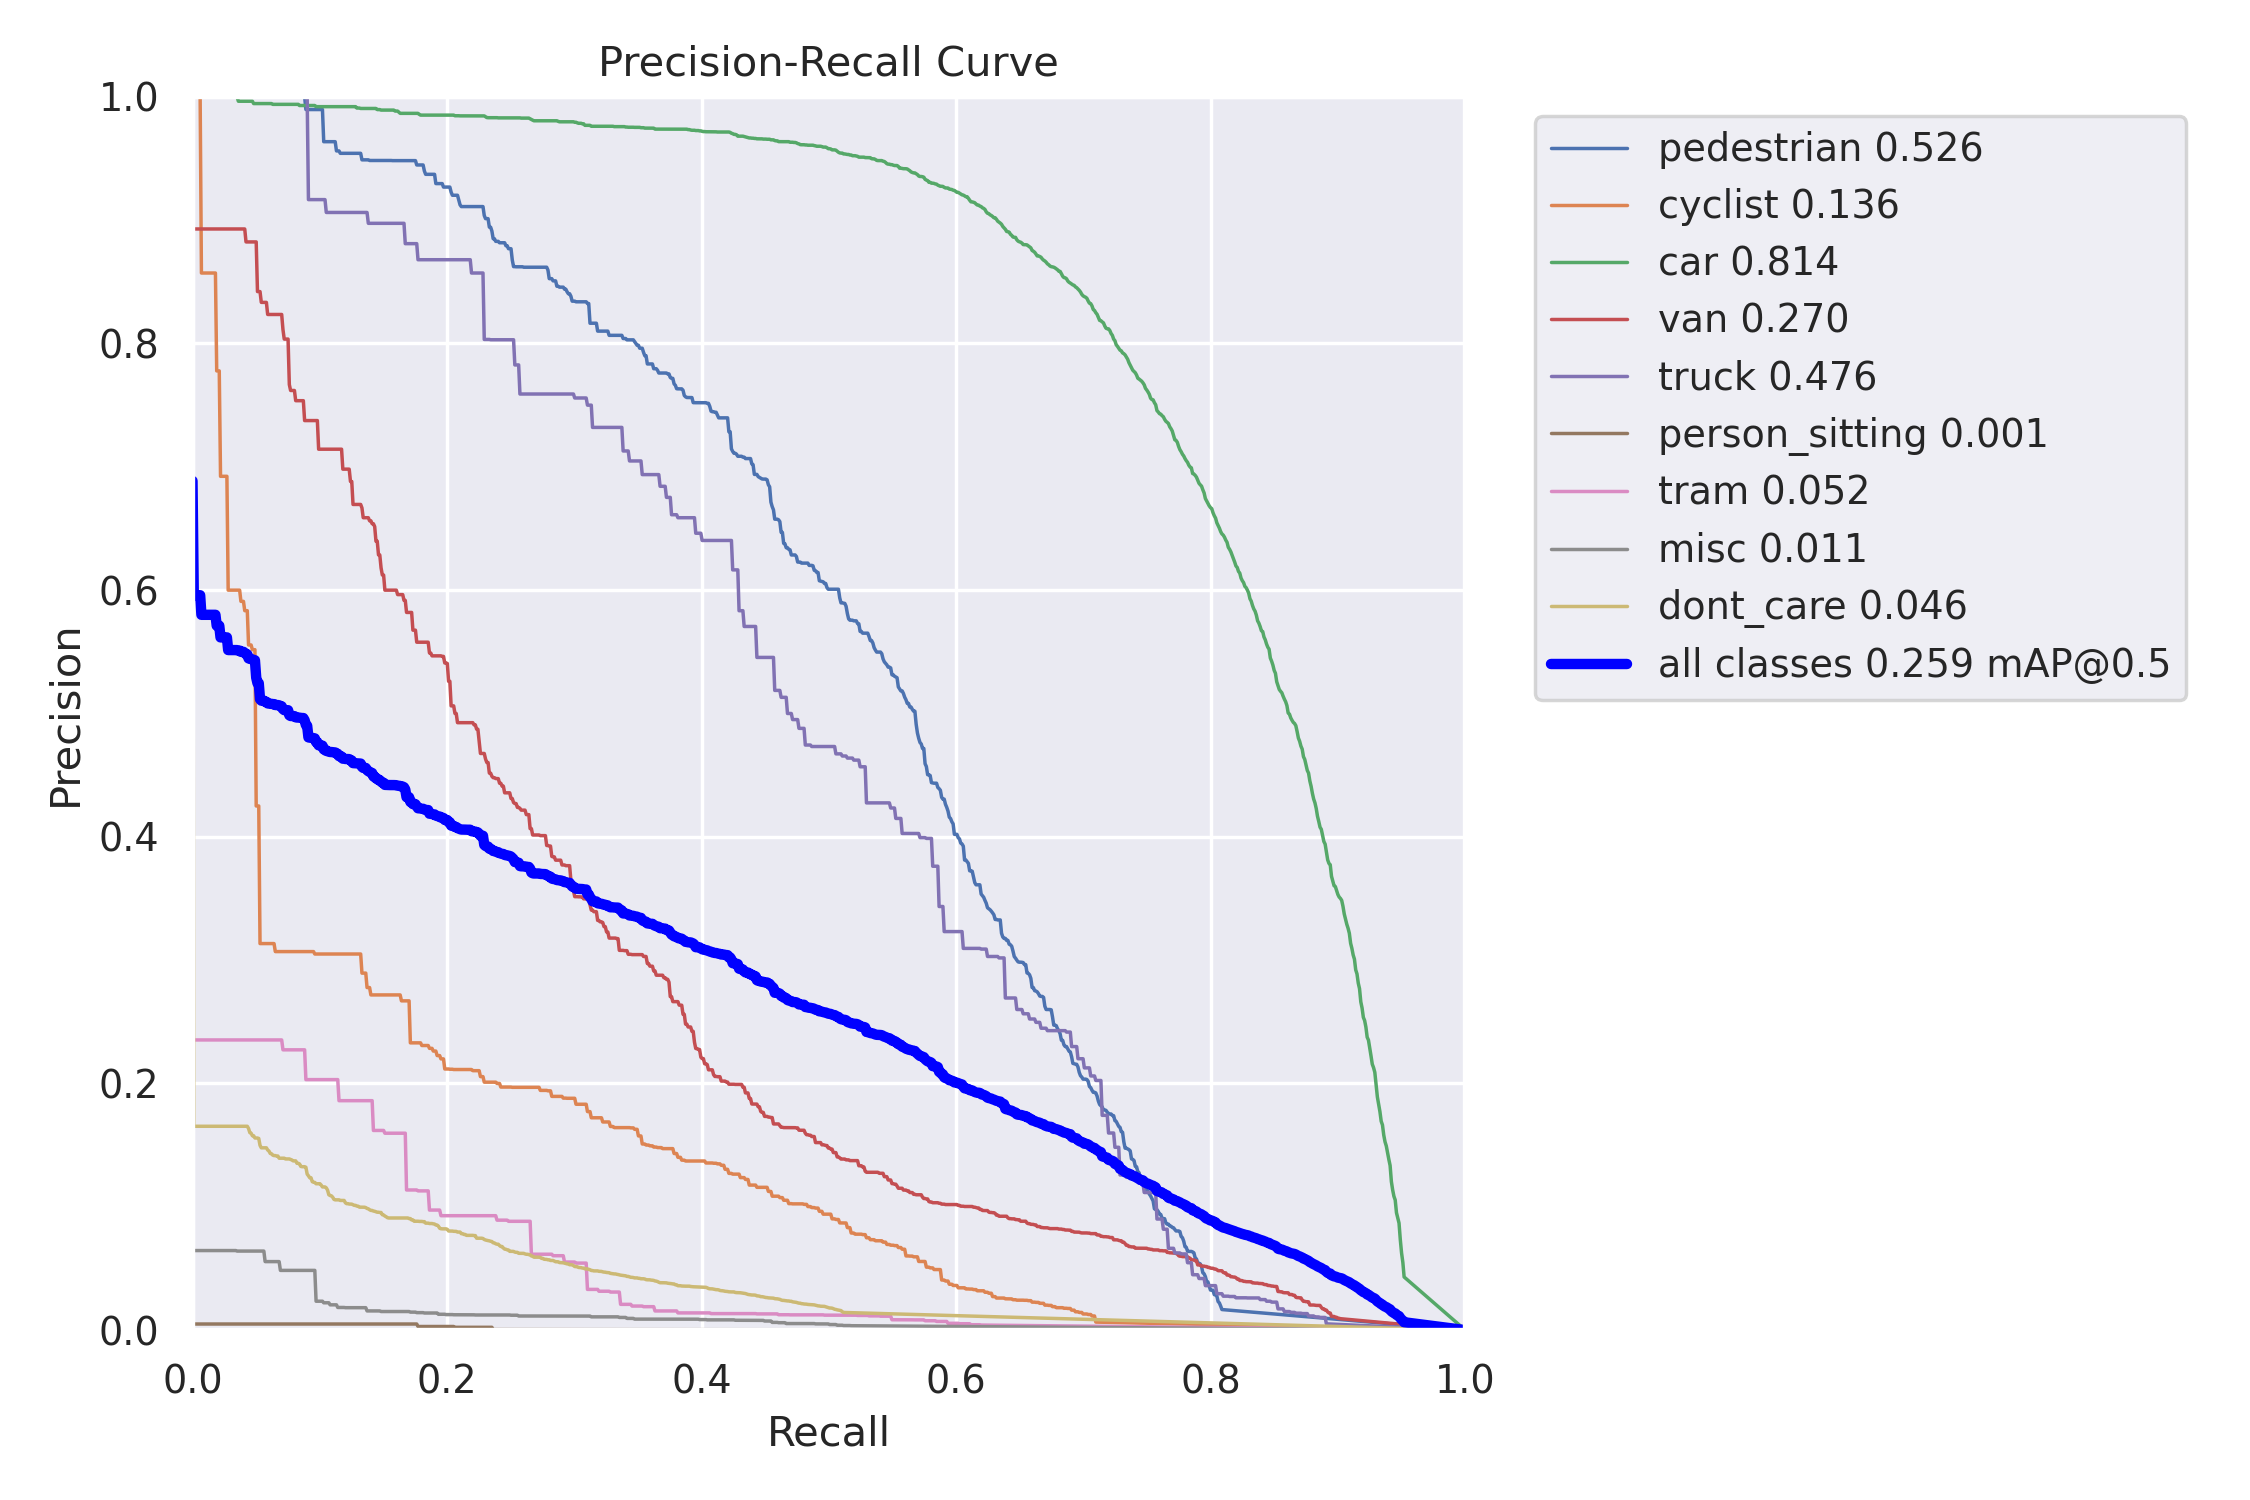 Precision-Recall Curve
1.0
0.8
0.6
0.4
0.2
0.0
Precision
0.0 0.2 0.4 0.6 0.8 1.0
Recall
pedestrian 0.526
cyclist 0.136
car 0.814
van 0.270
truck 0.476
person_sitting 0.001
tram 0.052
misc 0.011
dont_care 0.046
all classes 0.259 mAP@0.5